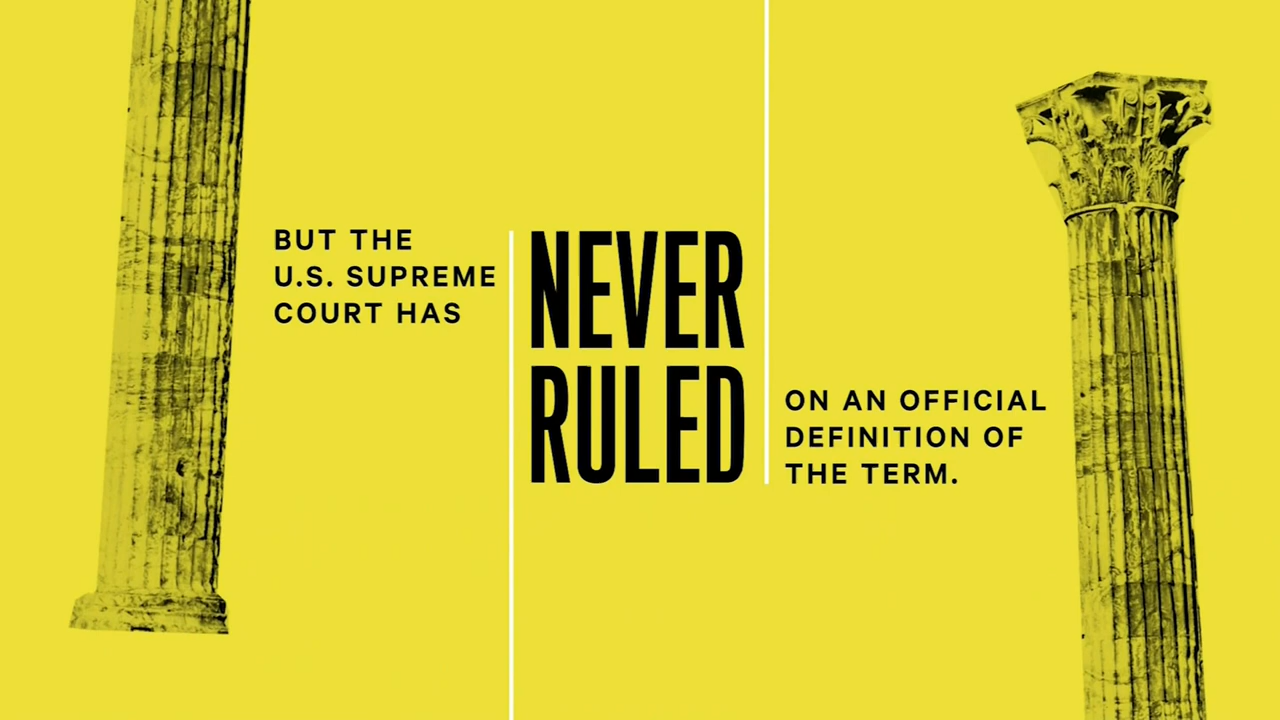 BUT THE
U.S. SUPREME
COURT HAS
NEVER
RULED
ON AN OFFICIAL
DEFINITION OF
THE TERM.